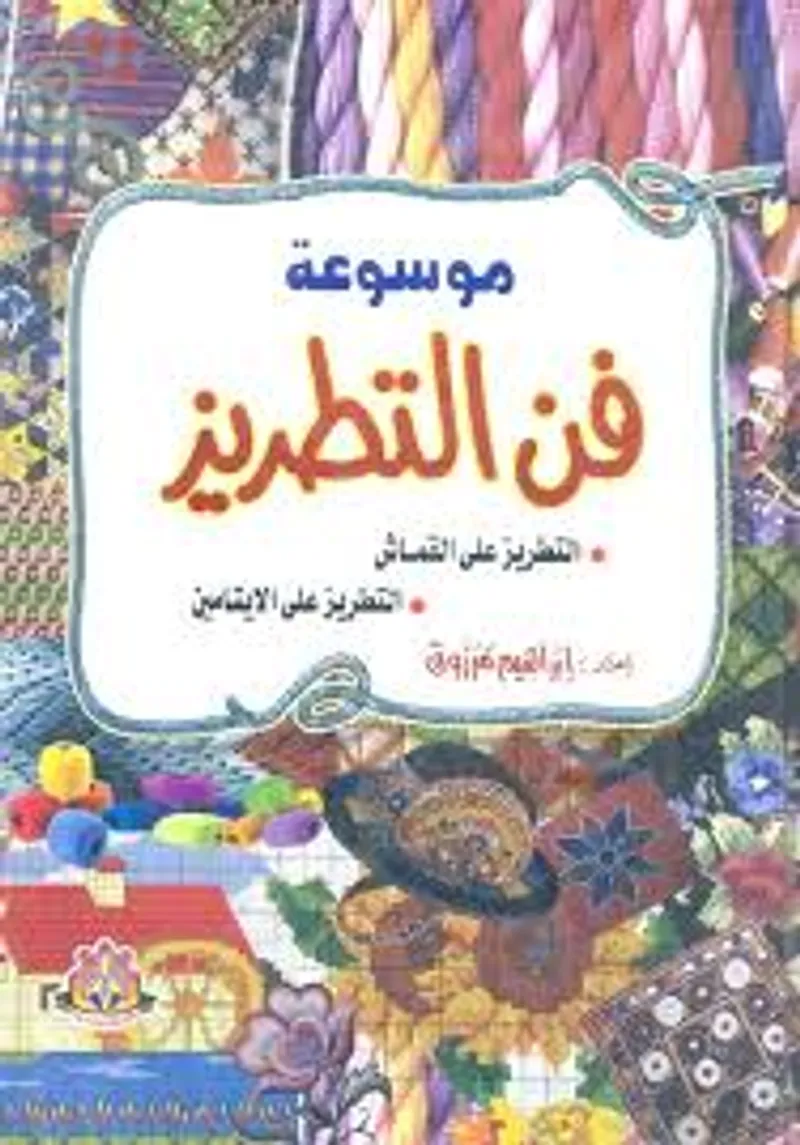 موسوعة
فن التطريز
• التطريز على القماش
• التطريز على الايتامين
إعداد: إبراهيم مرزوق